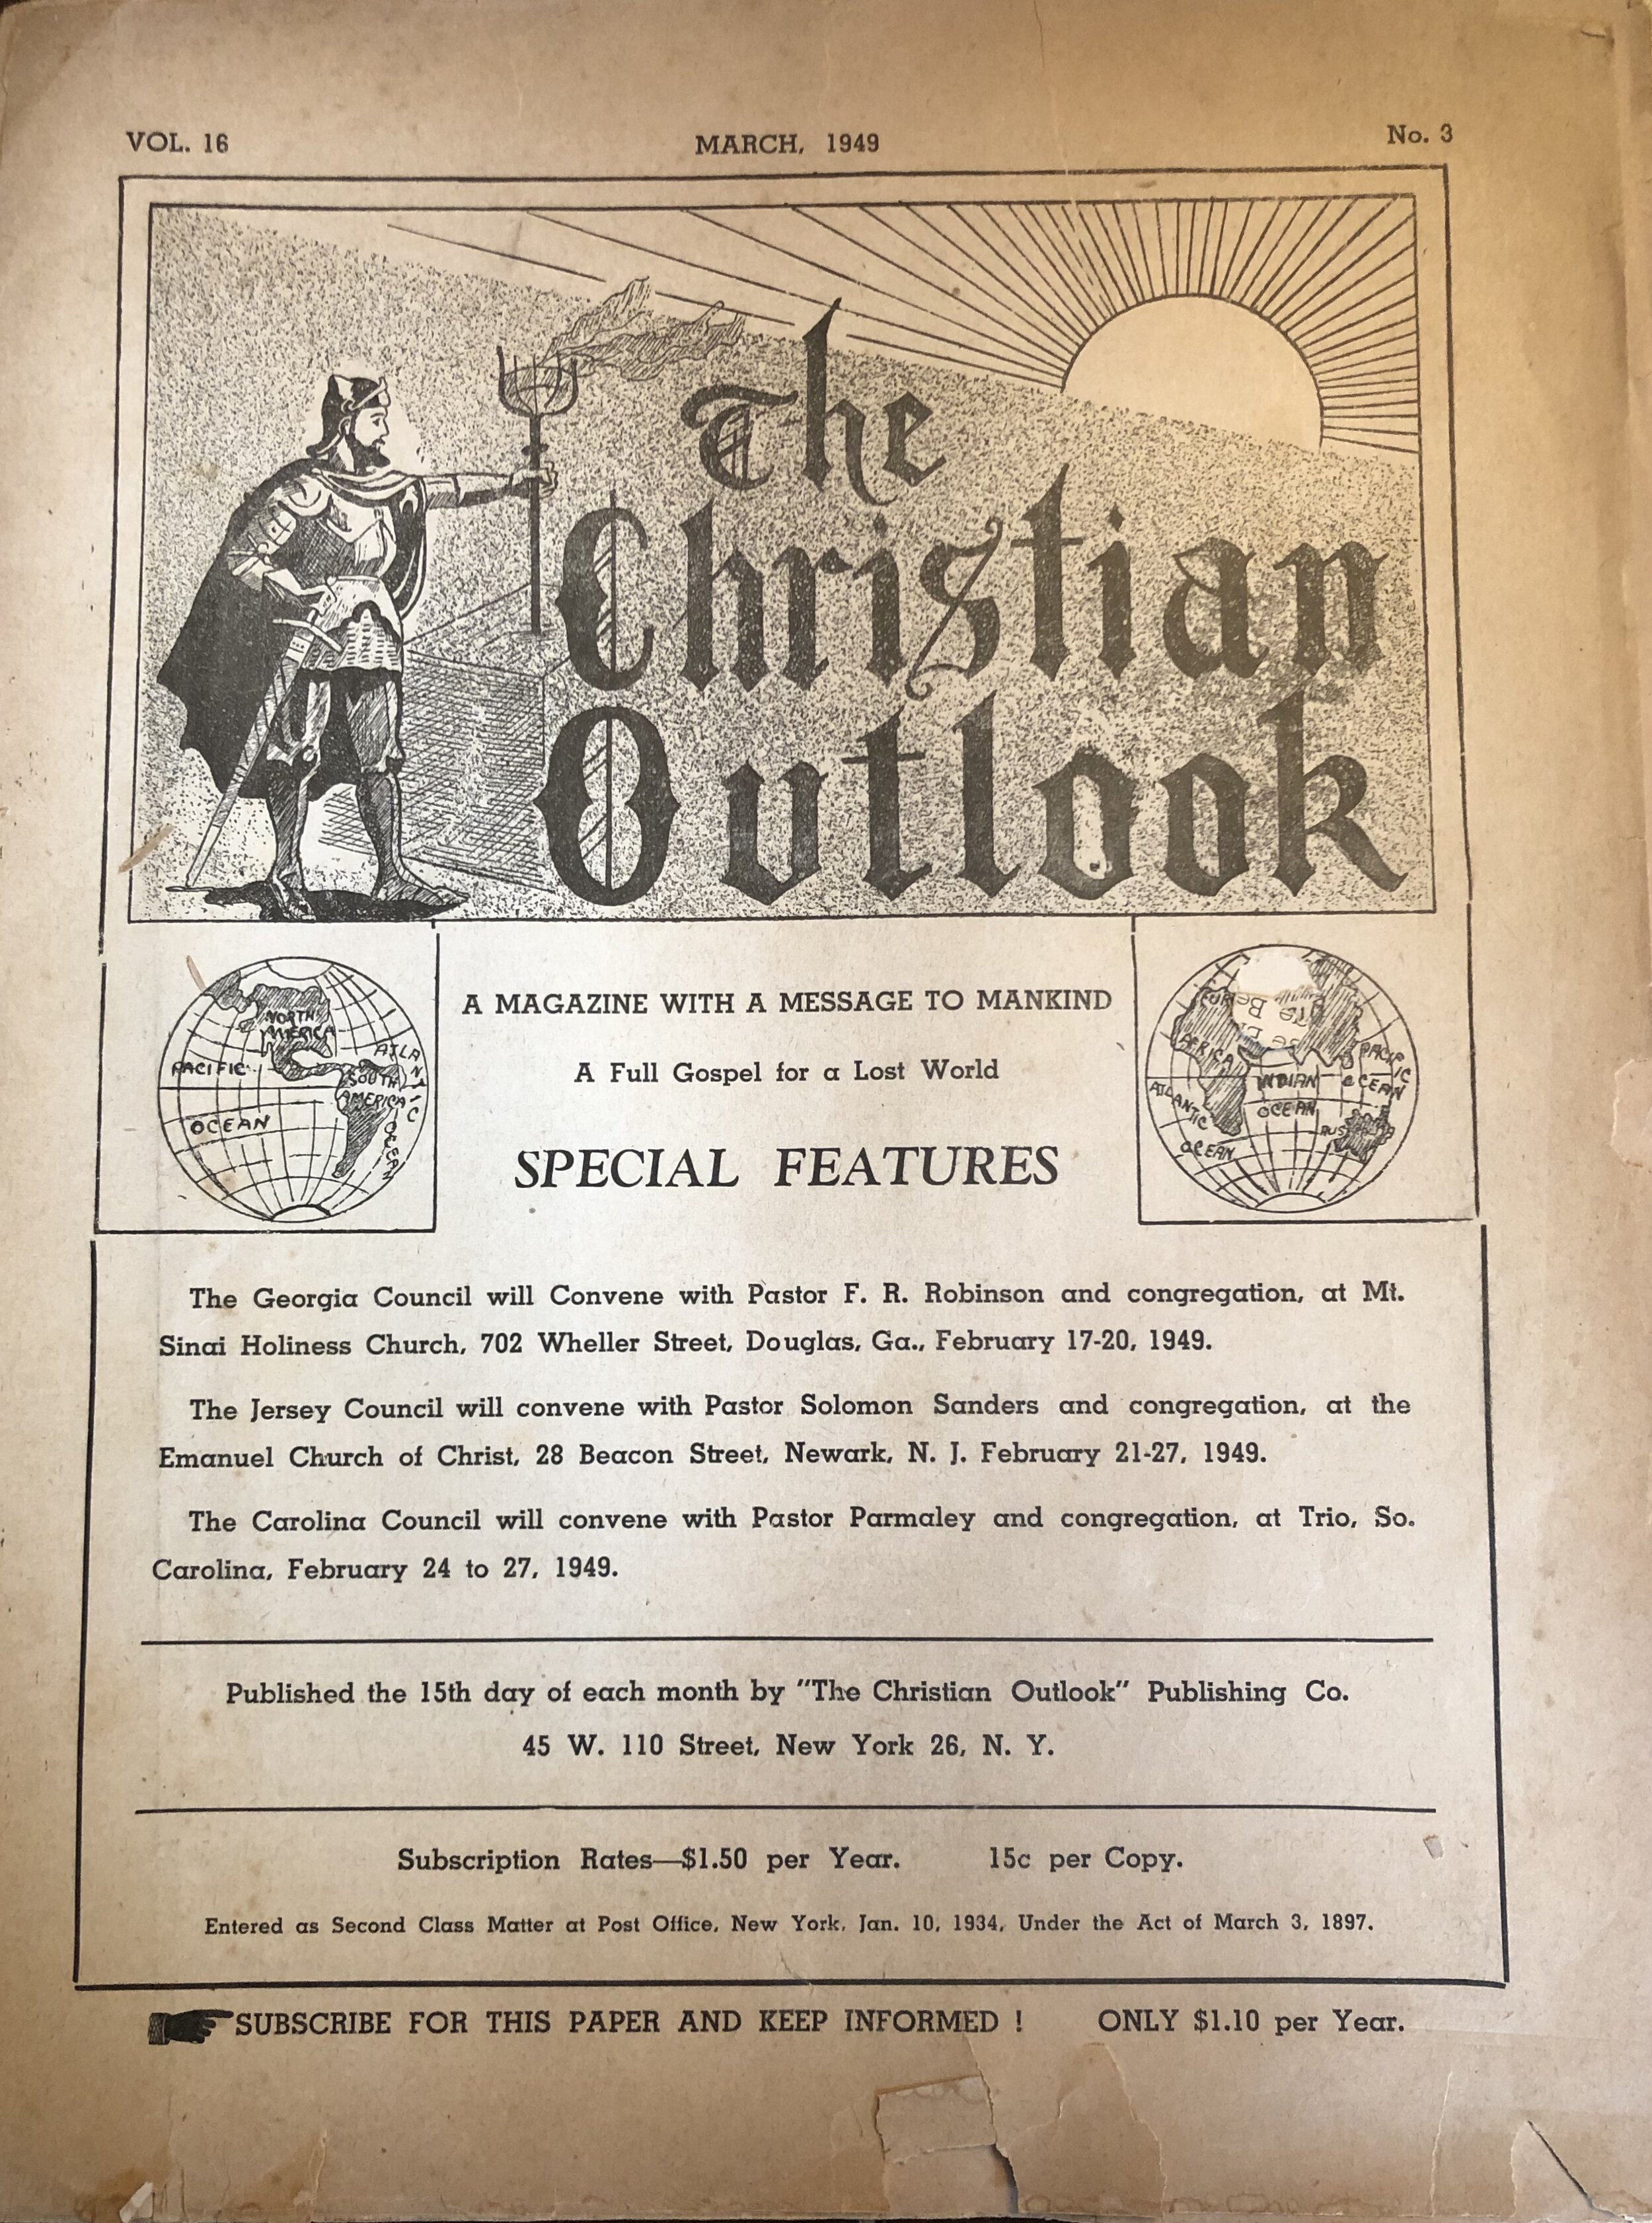 VOL. 16 MARCH, 1949 No. 3
The
Christian
Outlook
NORTH
AMERICA
PACIFIC
OCEAN
SOUTH
AMERICA
ATLANTIC
OCEAN
A MAGAZINE WITH A MESSAGE TO MANKIND
A Full Gospel for a Lost World
SPECIAL FEATURES
AFRICA
ATLANTIC
OCEAN
INDIAN
OCEAN
PACIFIC
OCEAN
AUS
The Georgia Council will Convene with Pastor F. R. Robinson and congregation, at Mt.
Sinai Holiness Church, 702 Wheller Street, Douglas, Ga., February 17-20, 1949.
The Jersey Council will convene with Pastor Solomon Sanders and congregation, at the
Emanuel Church of Christ, 28 Beacon Street, Newark, N. J. February 21-27, 1949.
The Carolina Council will convene with Pastor Parmaley and congregation, at Trio, So.
Carolina, February 24 to 27, 1949.
Published the 15th day of each month by "The Christian Outlook" Publishing Co.
45 W. 110 Street, New York 26, N. Y.
Subscription Rates—$1.50 per Year. 15c per Copy.
Entered as Second Class Matter at Post Office, New York, Jan. 10, 1934, Under the Act of March 3, 1897.
SUBSCRIBE FOR THIS PAPER AND KEEP INFORMED ! ONLY $1.10 per Year.